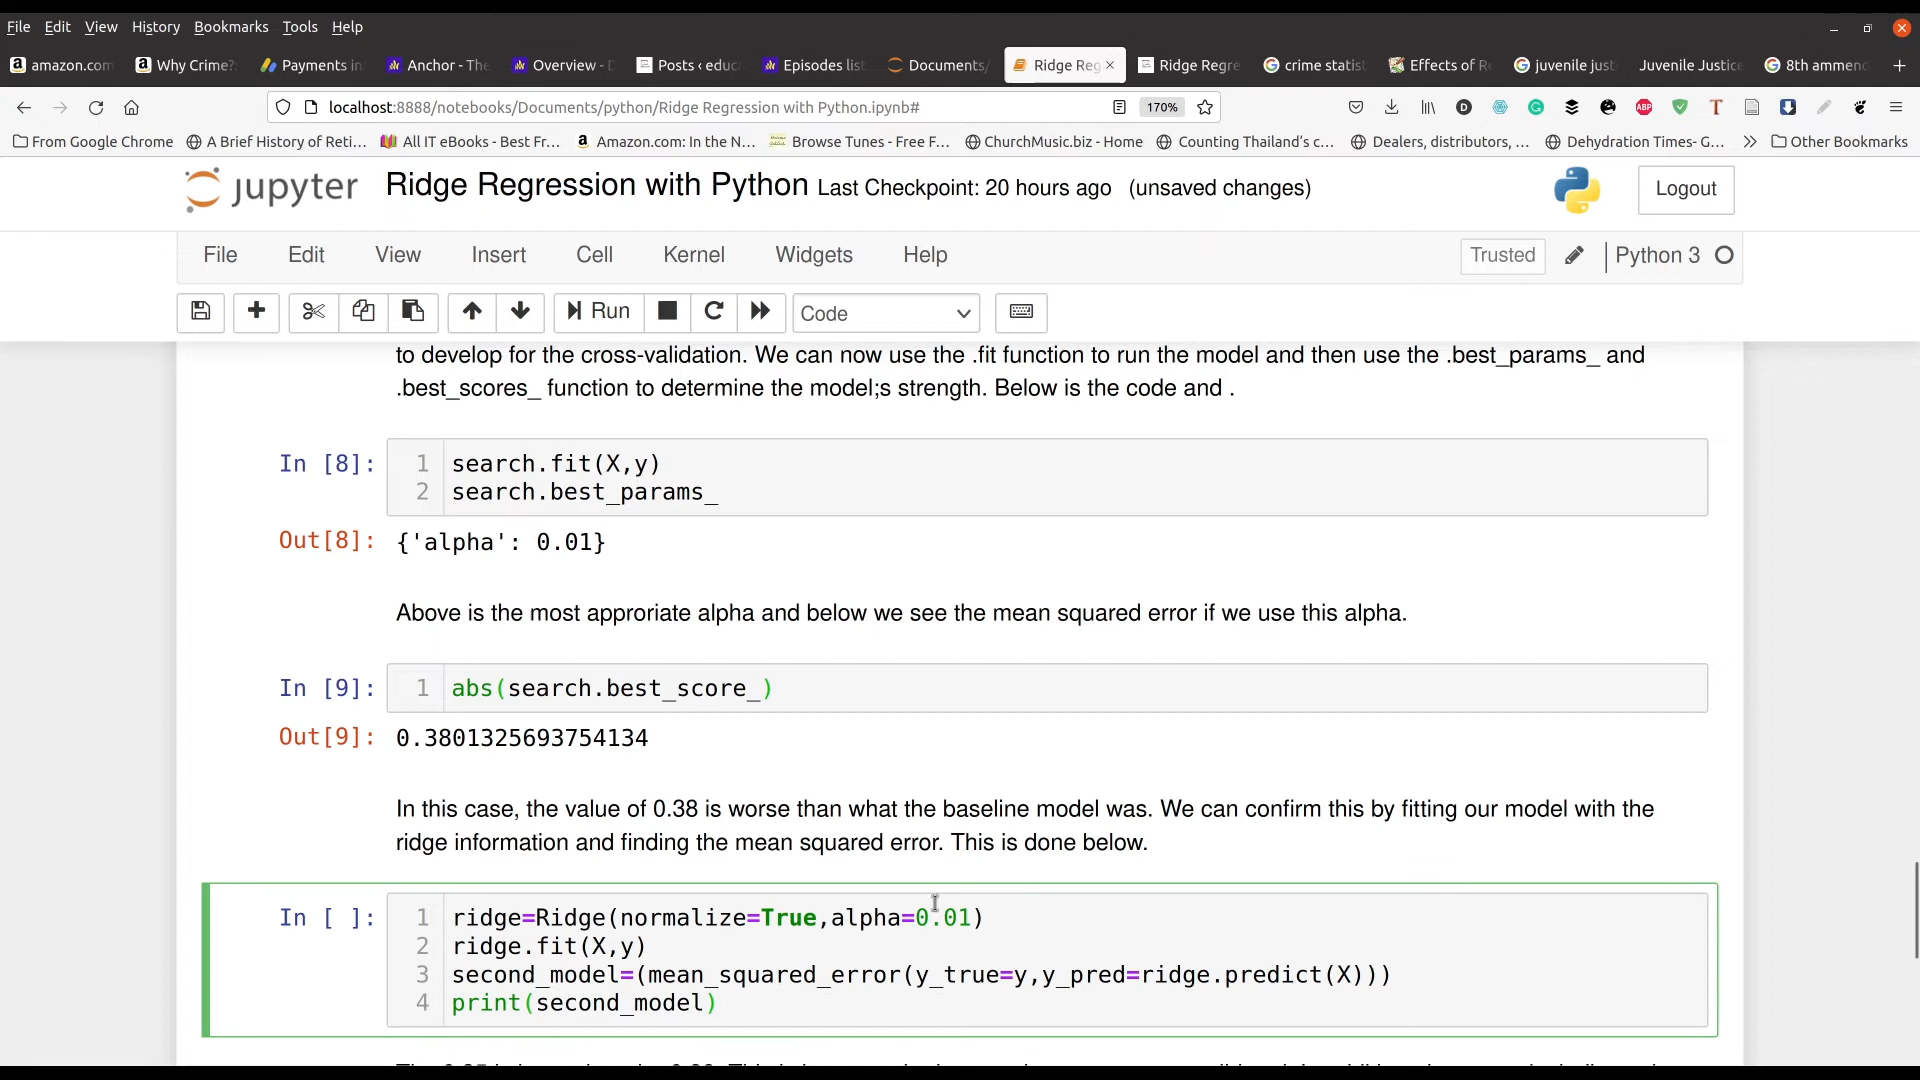 File Edit View History Bookmarks Tools Help
amazon.com Why Crime? Payments in Anchor - The Overview - Posts ‹ educ Episodes lis Documents/ Ridge Reg Ridge Regre crime statis Effects of R juvenile just Juvenile Justic 8th ammen
localhost:8888/notebooks/Documents/python/Ridge Regression with Python.ipynb# 170%
From Google Chrome A Brief History of Reti... All IT eBooks - Best Fr... Amazon.com: In the N... Browse Tunes - Free F... ChurchMusic.biz - Home Counting Thailand's c... Dealers, distributors, ... Dehydration Times- G... Other Bookmarks
jupyter Ridge Regression with Python Last Checkpoint: 20 hours ago (unsaved changes) Logout
File Edit View Insert Cell Kernel Widgets Help Trusted Python 3
Run Code
to develop for the cross-validation. We can now use the .fit function to run the model and then use the .best_params_ and
.best_scores_ function to determine the model;s strength. Below is the code and .
In [8]: 1 search.fit(X,y)
2 search.best_params_
Out[8]: {'alpha': 0.01}
Above is the most approriate alpha and below we see the mean squared error if we use this alpha.
In [9]: 1 abs(search.best_score_)
Out[9]: 0.3801325693754134
In this case, the value of 0.38 is worse than what the baseline model was. We can confirm this by fitting our model with the
ridge information and finding the mean squared error. This is done below.
In [ ]: 1 ridge=Ridge(normalize=True,alpha=0.01)
2 ridge.fit(X,y)
3 second_model=(mean_squared_error(y_true=y,y_pred=ridge.predict(X)))
4 print(second_model)